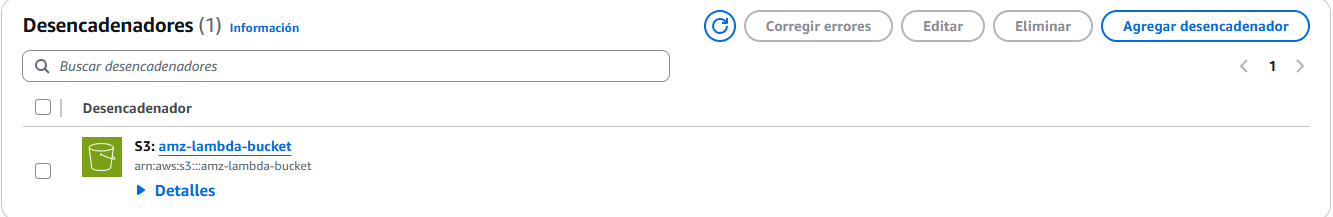 Desencadenadores (1) Información
Corregir errores Editar Eliminar Agregar desencadenador
Buscar desencadenadores
1
Desencadenador
S3: amz-lambda-bucket
arn:aws:s3:::amz-lambda-bucket
Detalles